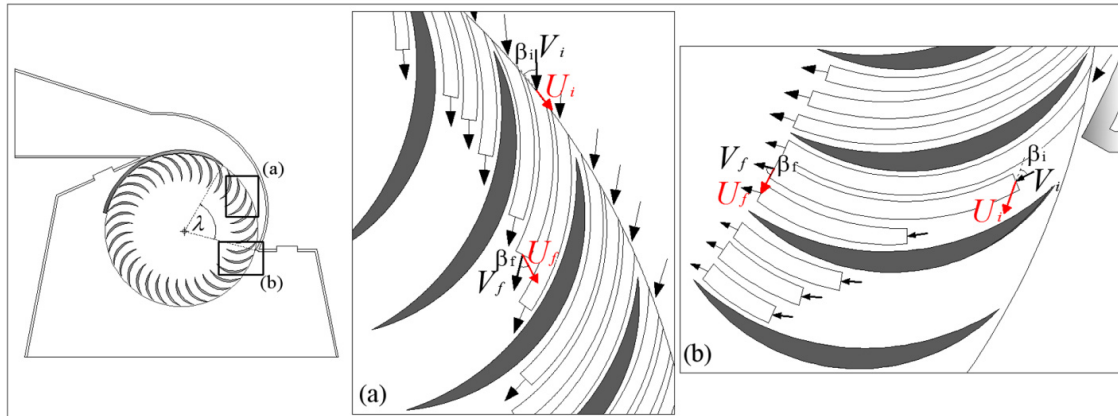 λ
(a)
(b)
β_i
V_i
U_i
U_f
β_f
V_f
(a)
β_i
V_f
β_f
U_f
V_i
U_i
(b)